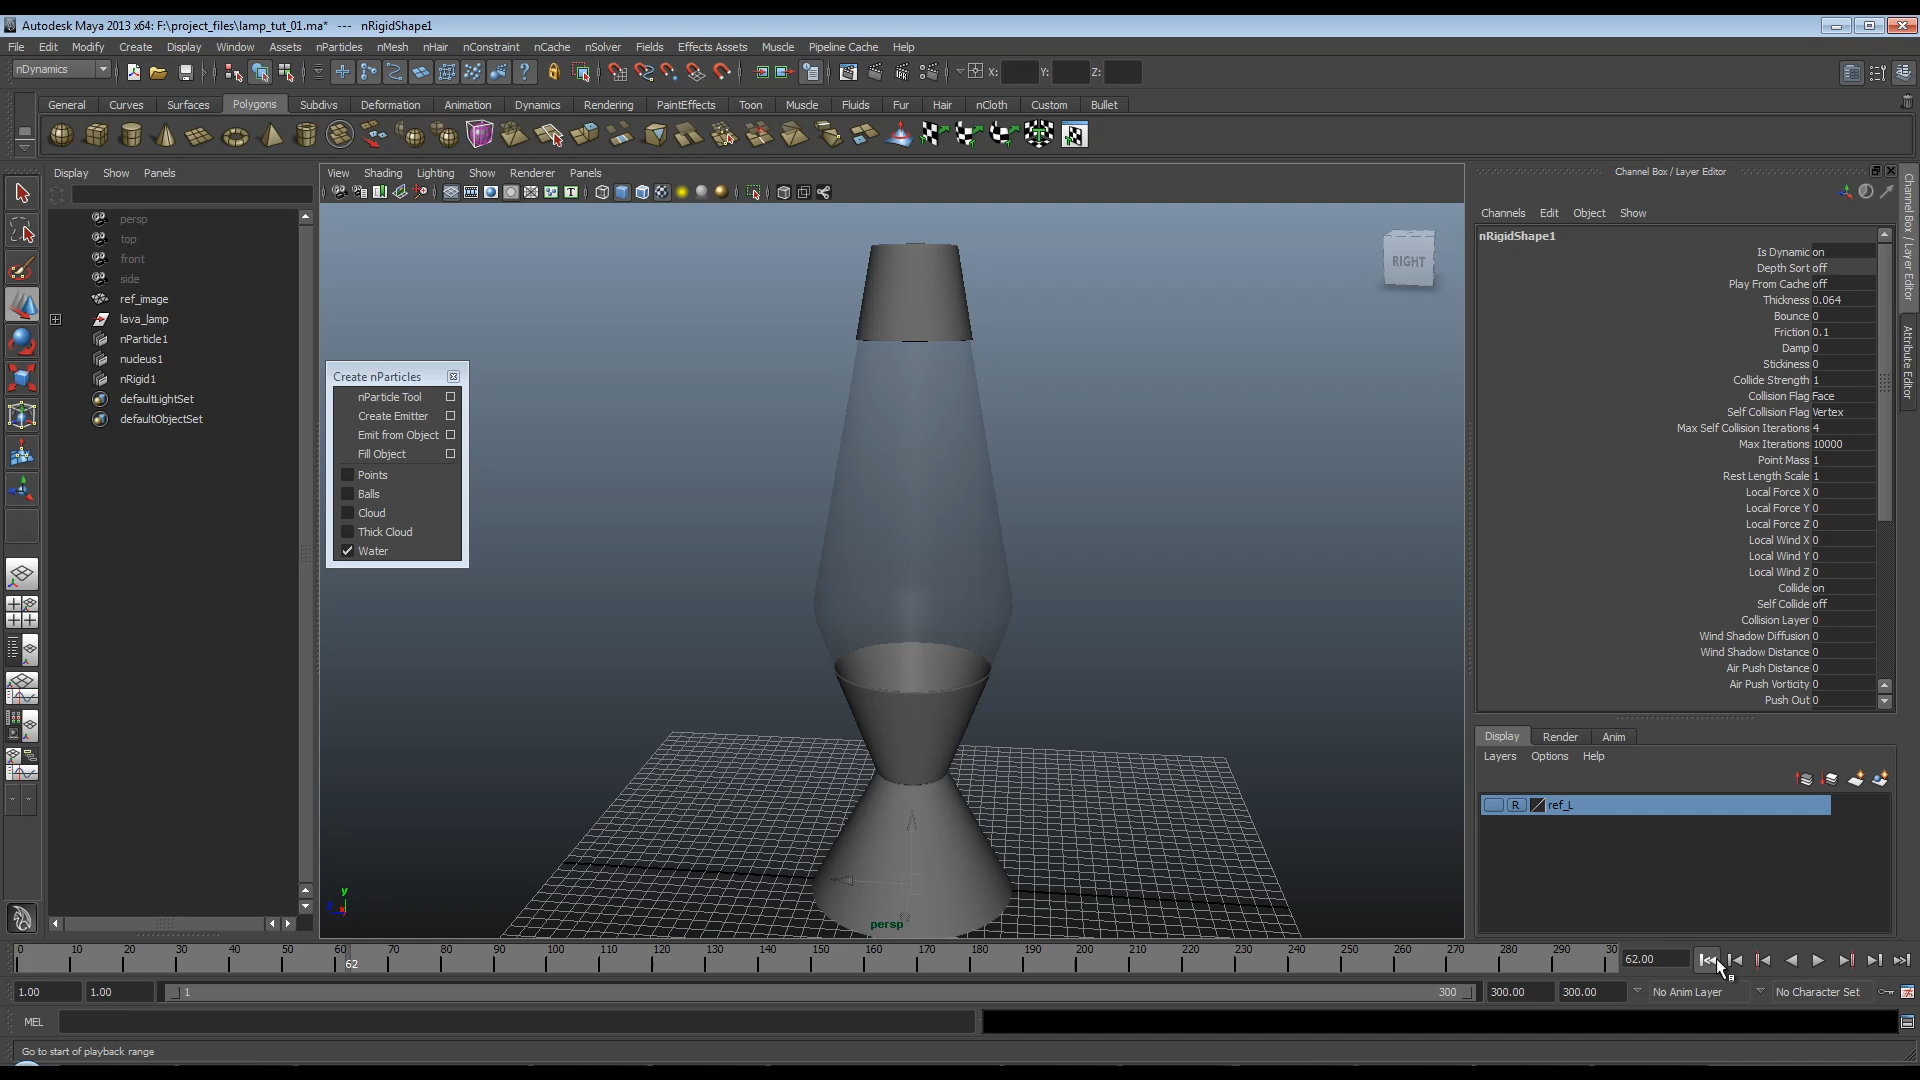 Autodesk Maya 2013 x64: F:\project_files\lamp_tut_01.ma* --- nRigidShape1
File Edit Modify Create Display Window Assets nParticles nMesh nHair nConstraint nCache nSolver Fields Effects Assets Muscle Pipeline Cache Help
nDynamics X: Y: Z:
General Curves Surfaces Polygons Subdivs Deformation Animation Dynamics Rendering PaintEffects Toon Muscle Fluids Fur Hair nCloth Custom Bullet
Display Show Panels
persp
top
front
side
ref_image
lava_lamp
nParticle1
nucleus1
nRigid1
defaultLightSet
defaultObjectSet
View Shading Lighting Show Renderer Panels
RIGHT
Create nParticles
nParticle Tool
Create Emitter
Emit from Object
Fill Object
Points
Balls
Cloud
Thick Cloud
Water
y
persp
Channel Box / Layer Editor
Channels Edit Object Show
nRigidShape1
Is Dynamic on
Depth Sort off
Play From Cache off
Thickness 0.064
Bounce 0
Friction 0.1
Damp 0
Stickiness 0
Collide Strength 1
Collision Flag Face
Self Collision Flag Vertex
Max Self Collision Iterations 4
Max Iterations 10000
Point Mass 1
Rest Length Scale 1
Local Force X 0
Local Force Y 0
Local Force Z 0
Local Wind X 0
Local Wind Y 0
Local Wind Z 0
Collide on
Self Collide off
Collision Layer 0
Wind Shadow Diffusion 0
Wind Shadow Distance 0
Air Push Distance 0
Air Push Vorticity 0
Push Out 0
Channel Box / Layer Editor
Attribute Editor
Display Render Anim
Layers Options Help
R ref_L
0 10 20 30 40 50 60 70 80 90 100 110 120 130 140 150 160 170 180 190 200 210 220 230 240 250 260 270 280 290 30
62
62.00
1.00 1.00 1 300 300.00 300.00 No Anim Layer No Character Set
MEL
Go to start of playback range